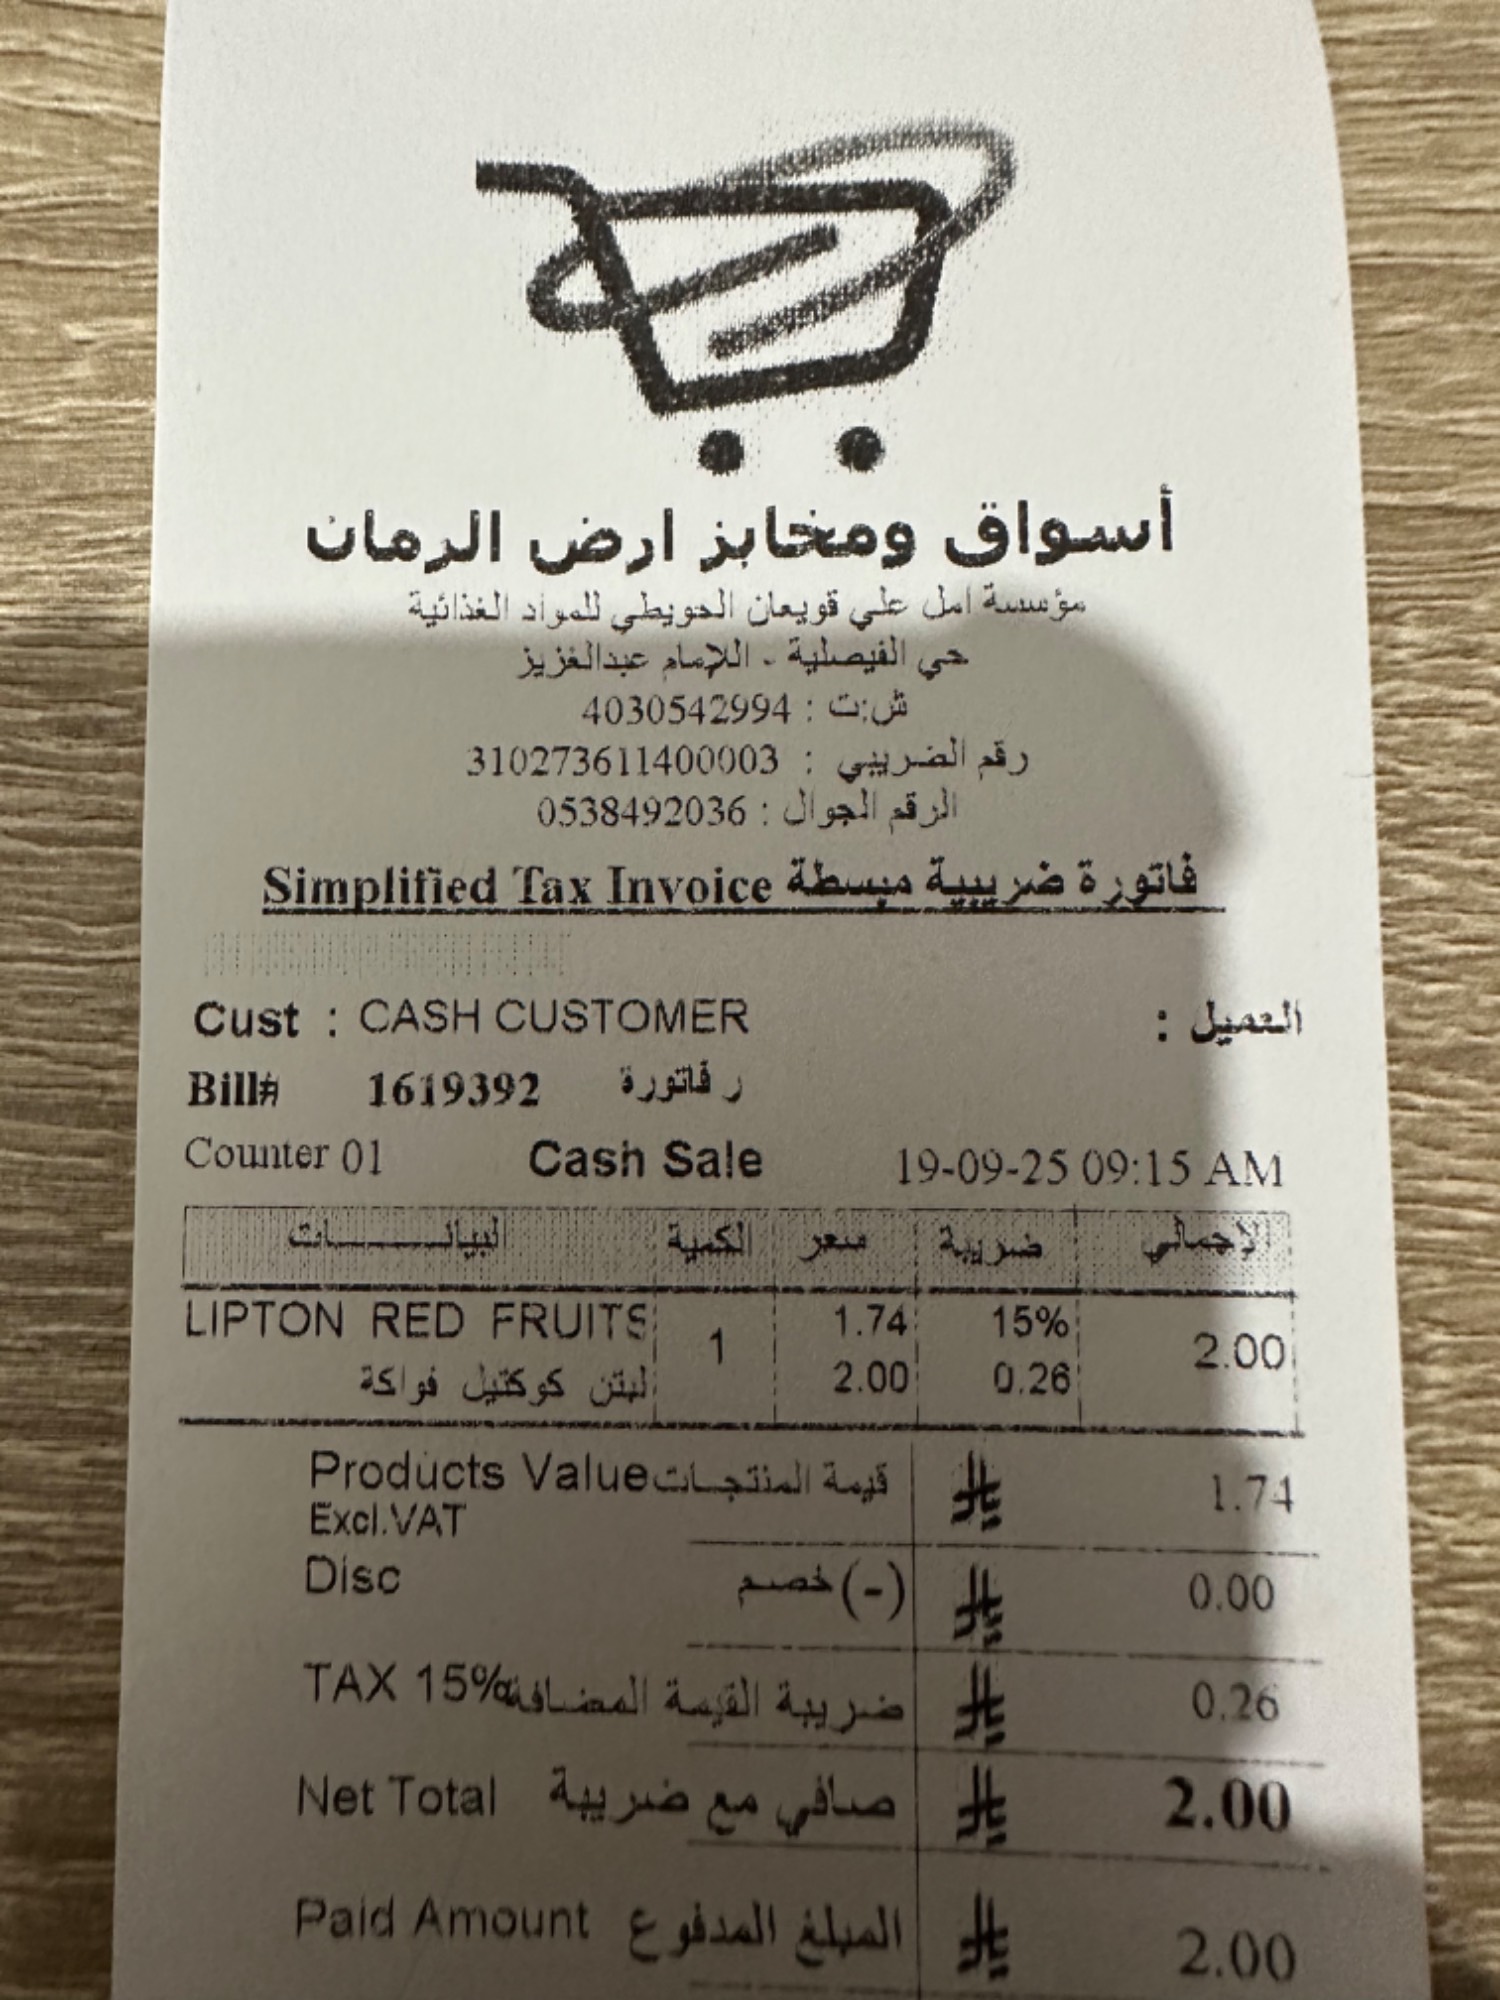 أسواق ومخابز ارض الرمان
مؤسسة امل علي قويعان الحويطي للمواد الغذائية
حي الفيصلية - اللإمام عبدالعزيز
ش:ت : 4030542994
رقم الضريبي : 310273611400003
الرقم الجوال : 0538492036
Simplified Tax Invoice فاتورة ضريبية مبسطة
Cust : CASH CUSTOMER العميل :
Bill# 1619392 ر فاتورة
Counter 01 Cash Sale 19-09-25 09:15 AM
البيانـــــات الكمية سعر ضريبة الإجمالي
LIPTON RED FRUITS 1 1.74 15% 2.00
لبتن كوكتيل فواكة 2.00 0.26
Products Value قيمة المنتجـات 1.74
Excl.VAT
Disc خصم (-) 0.00
TAX 15% ضريبة القيمة المضافة 0.26
Net Total صافي مع ضريبة 2.00
Paid Amount المبلغ المدفوع 2.00